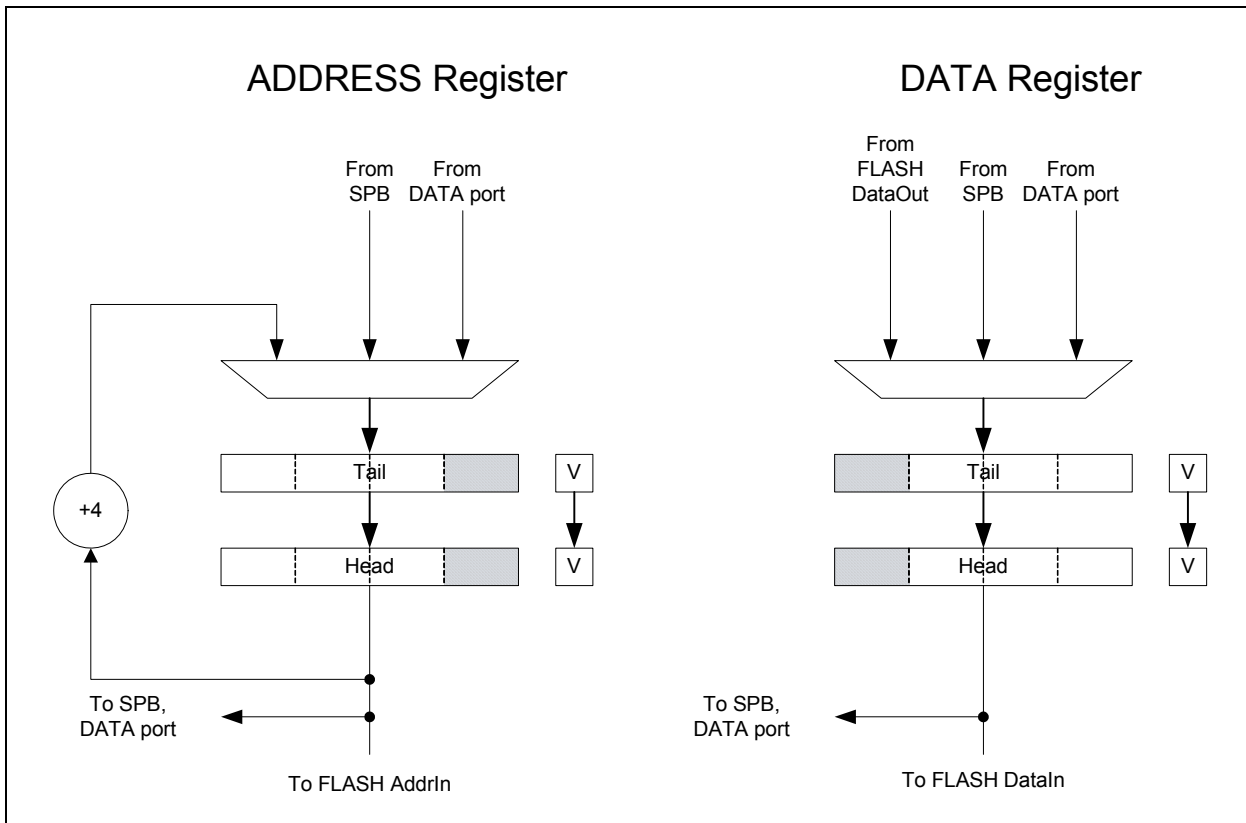 ADDRESS Register
From
SPB
From
DATA port
+4
Tail
V
Head
V
To SPB,
DATA port
To FLASH AddrIn
DATA Register
From
FLASH
DataOut
From
SPB
From
DATA port
Tail
V
Head
V
To SPB,
DATA port
To FLASH DataIn